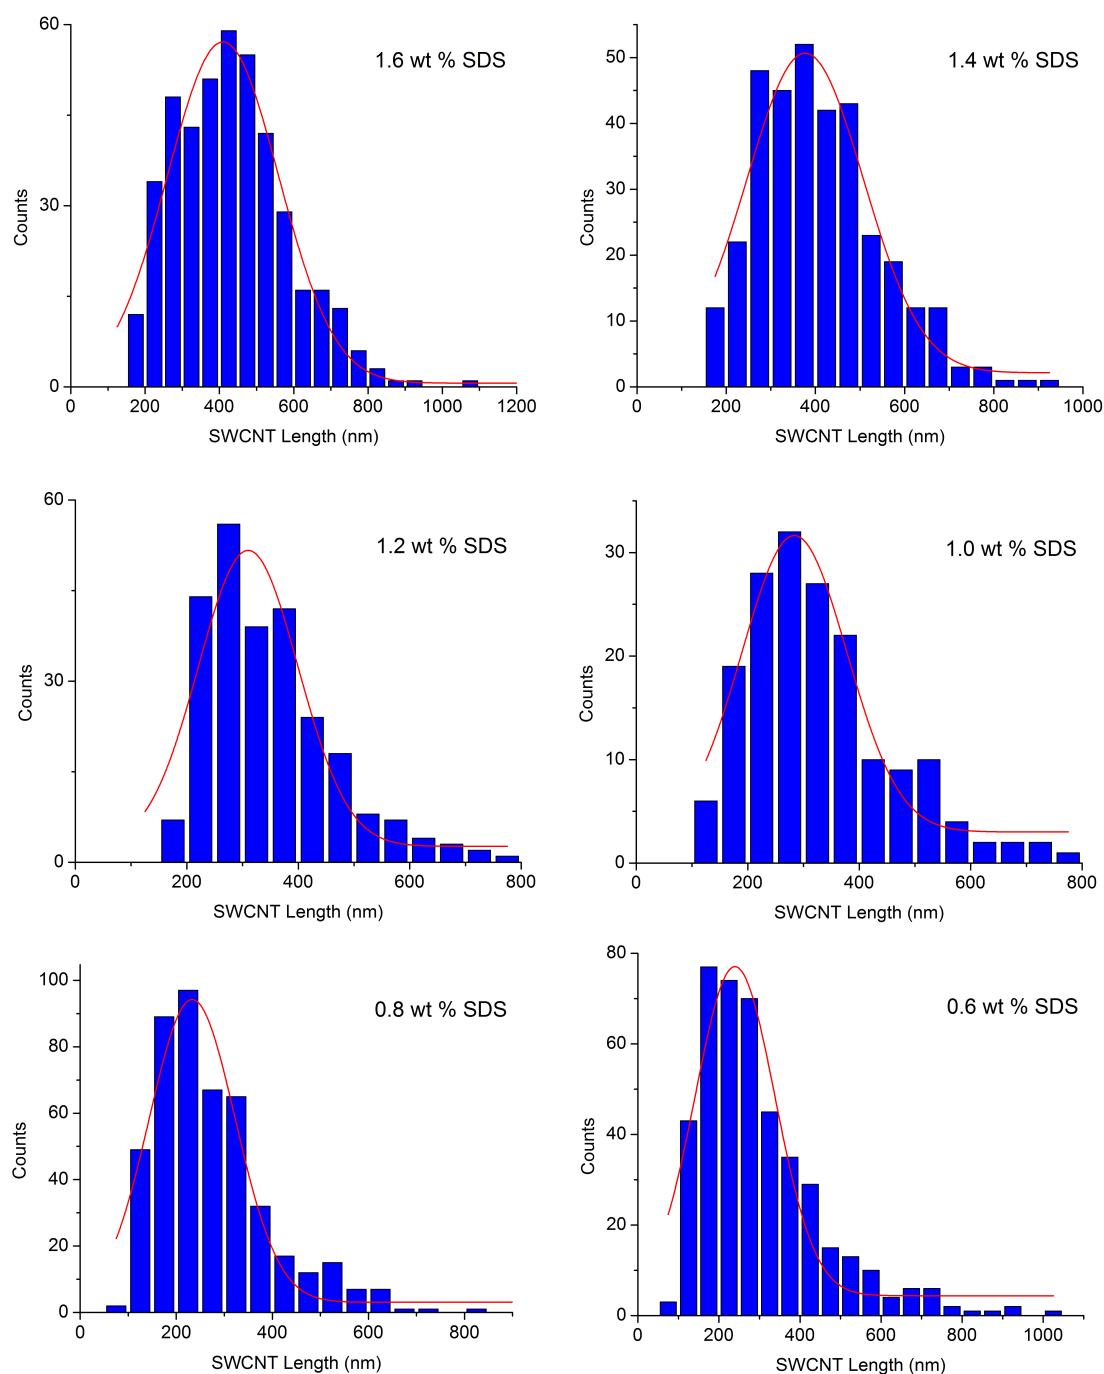 1.6 wt % SDS
60
30
0
Counts
0 200 400 600 800 1000 1200
SWCNT Length (nm)
1.4 wt % SDS
50
40
30
20
10
0
Counts
0 200 400 600 800 1000
SWCNT Length (nm)
1.2 wt % SDS
60
30
0
Counts
0 200 400 600 800
SWCNT Length (nm)
1.0 wt % SDS
30
20
10
0
Counts
0 200 400 600 800
SWCNT Length (nm)
0.8 wt % SDS
100
80
60
40
20
0
Counts
0 200 400 600 800
SWCNT Length (nm)
0.6 wt % SDS
80
60
40
20
0
Counts
0 200 400 600 800 1000
SWCNT Length (nm)